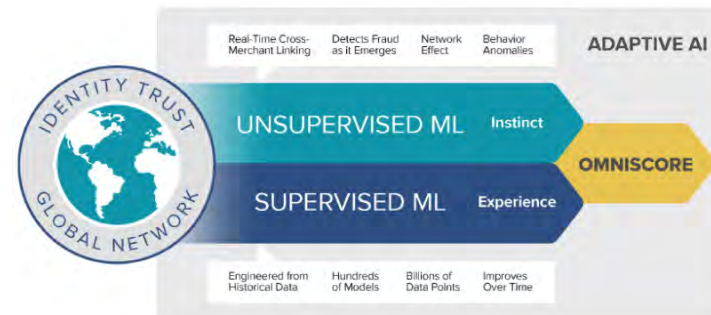 Real-Time Cross-
Merchant Linking
Detects Fraud
as it Emerges
Network
Effect
Behavior
Anomalies
ADAPTIVE AI
IDENTITY TRUST
GLOBAL NETWORK
UNSUPERVISED ML
Instinct
OMNISCORE
SUPERVISED ML
Experience
Engineered from
Historical Data
Hundreds
of Models
Billions of
Data Points
Improves
Over Time